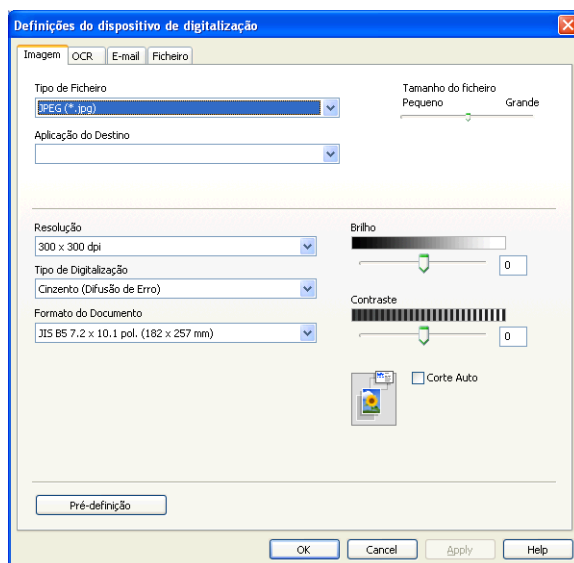 Definições do dispositivo de digitalização
Imagem OCR E-mail Ficheiro
Tipo de Ficheiro
JPEG (*.jpg)
Tamanho do ficheiro
Pequeno Grande
Aplicação do Destino
Resolução
300 x 300 dpi
Tipo de Digitalização
Cinzento (Difusão de Erro)
Formato do Documento
JIS B5 7.2 x 10.1 pol. (182 x 257 mm)
Brilho
0
Contraste
0
Corte Auto
Pré-definição
OK Cancel Apply Help